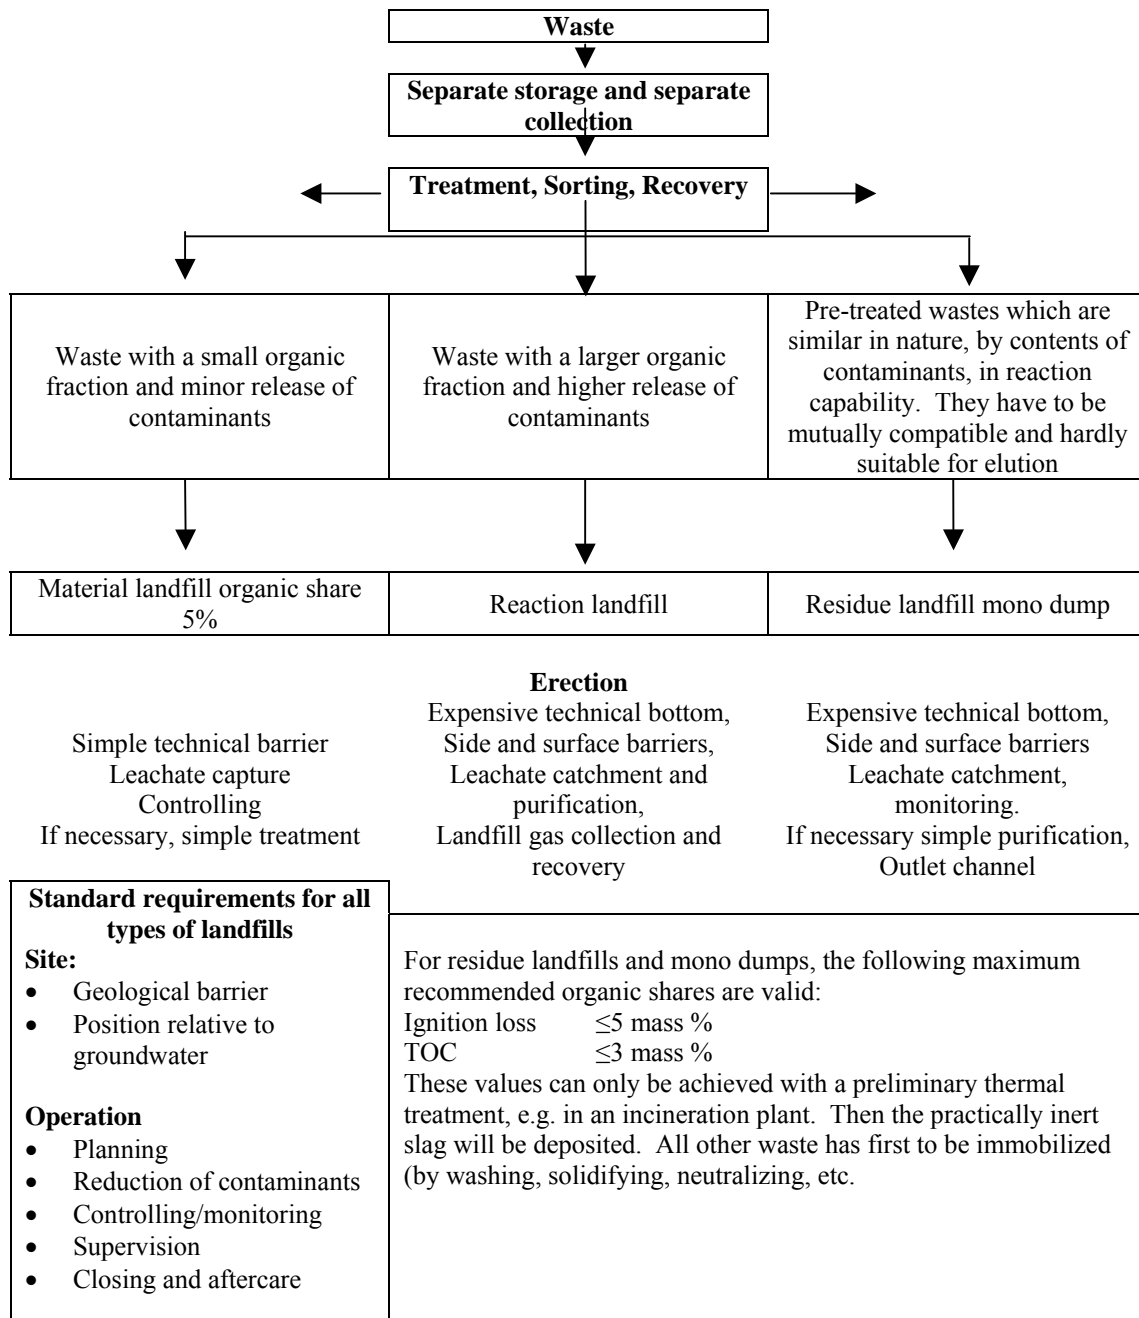 Waste
Separate storage and separate
collection
Treatment, Sorting, Recovery
Waste with a small organic
fraction and minor release of
contaminants
Waste with a larger organic
fraction and higher release of
contaminants
Pre-treated wastes which are
similar in nature, by contents of
contaminants, in reaction
capability.  They have to be
mutually compatible and hardly
suitable for elution
Material landfill organic share
5%
Reaction landfill
Residue landfill mono dump
Simple technical barrier
Leachate capture
Controlling
If necessary, simple treatment
Erection
Expensive technical bottom,
Side and surface barriers,
Leachate catchment and
purification,
Landfill gas collection and
recovery
Expensive technical bottom,
Side and surface barriers
Leachate catchment,
monitoring.
If necessary simple purification,
Outlet channel
Standard requirements for all
types of landfills
Site:
• Geological barrier
• Position relative to
groundwater
Operation
• Planning
• Reduction of contaminants
• Controlling/monitoring
• Supervision
• Closing and aftercare
For residue landfills and mono dumps, the following maximum
recommended organic shares are valid:
Ignition loss ≤5 mass %
TOC ≤3 mass %
These values can only be achieved with a preliminary thermal
treatment, e.g. in an incineration plant.  Then the practically inert
slag will be deposited.  All other waste has first to be immobilized
(by washing, solidifying, neutralizing, etc.